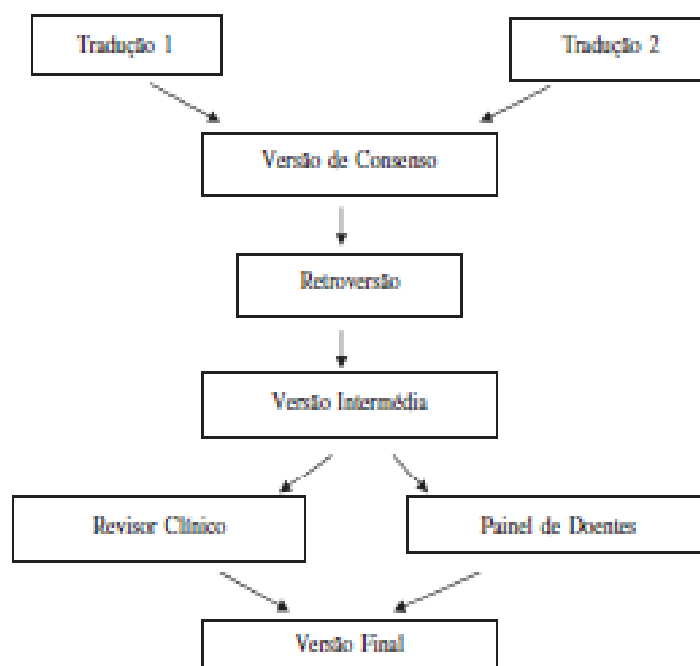 Tradução 1
Tradução 2
Versão de Consenso
Retroversão
Versão Intermédia
Revisor Clínico
Painel de Doentes
Versão Final